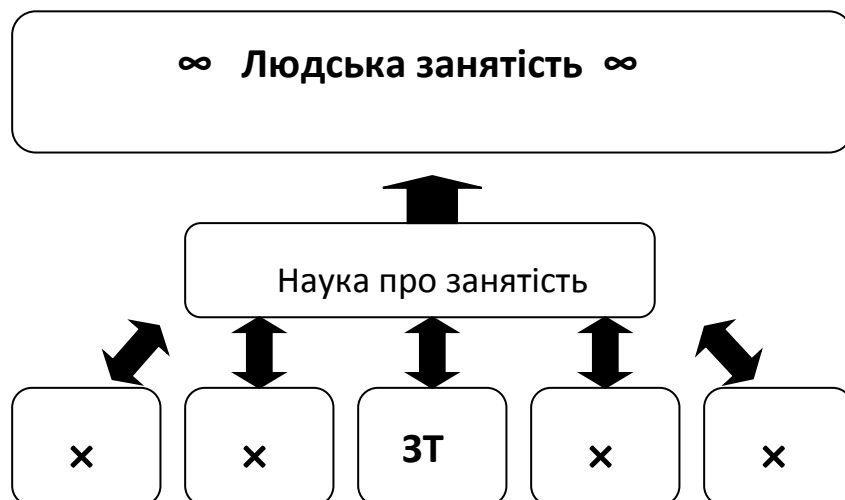 ∞ Людська занятість ∞
Наука про занятість
× × ЗТ × ×